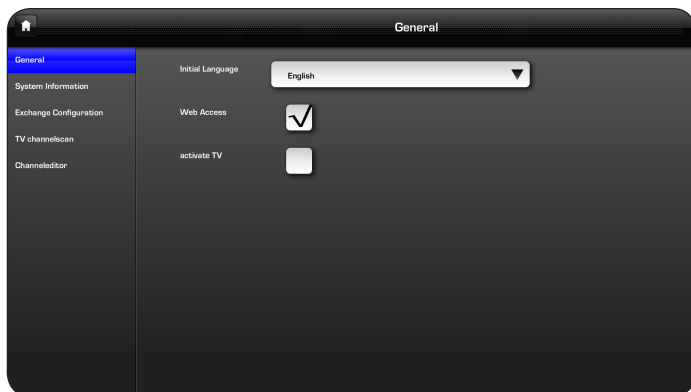 General
General
System Information
Exchange Configuration
TV channelscan
Channeleditor
Initial Language
English
Web Access
activate TV